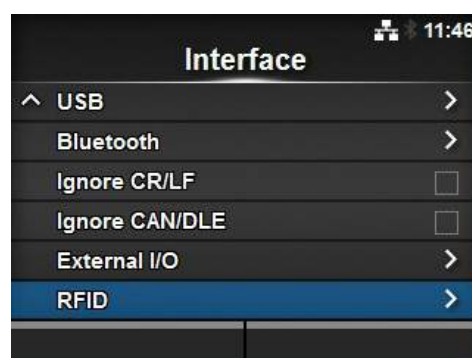 11:46
Interface
USB
Bluetooth
Ignore CR/LF
Ignore CAN/DLE
External I/O
RFID